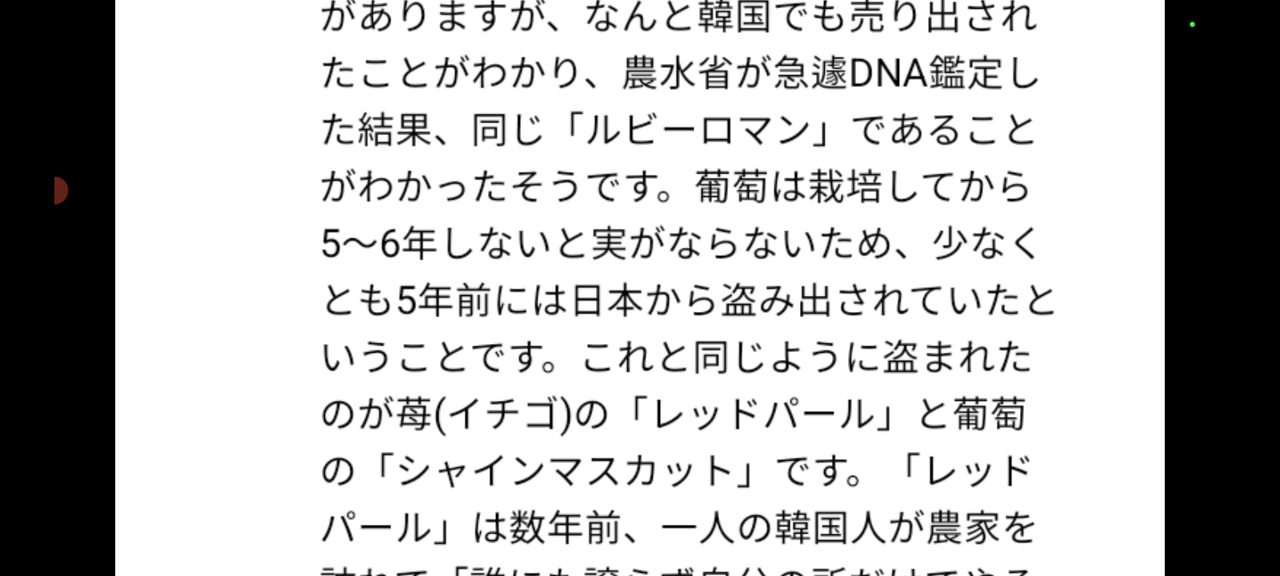 がありますが、なんと韓国でも売り出され
たことがわかり、農水省が急遽DNA鑑定し
た結果、同じ「ルビーロマン」であること
がわかったそうです。葡萄は栽培してから
5〜6年しないと実がならないため、少なく
とも5年前には日本から盗み出されていたと
いうことです。これと同じように盗まれた
のが苺(イチゴ)の「レッドパール」と葡萄
の「シャインマスカット」です。「レッド
パール」は数年前、一人の韓国人が農家を